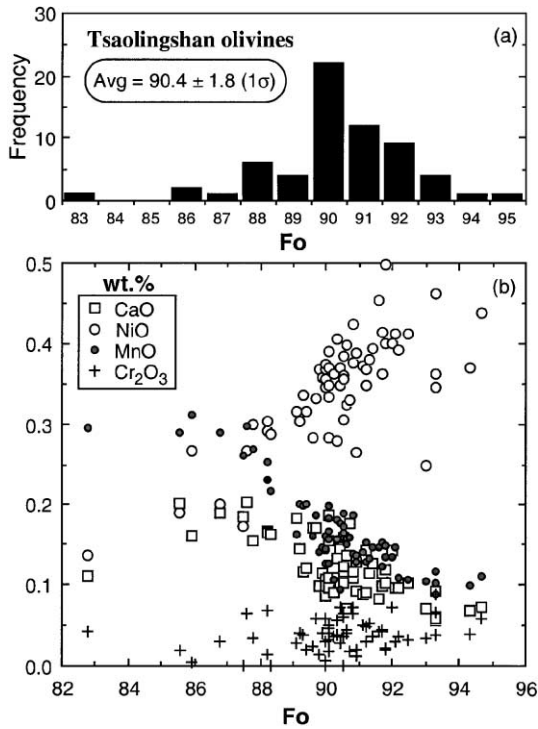 30
Tsaolingshan olivines
(a)
Avg = 90.4 ± 1.8 (1σ)
20
10
0
Frequency
83 84 85 86 87 88 89 90 91 92 93 94 95
Fo
0.5
wt.%
(b)
CaO
NiO
MnO
Cr₂O₃
0.4
0.3
0.2
0.1
0.0
82 84 86 88 90 92 94 96
Fo